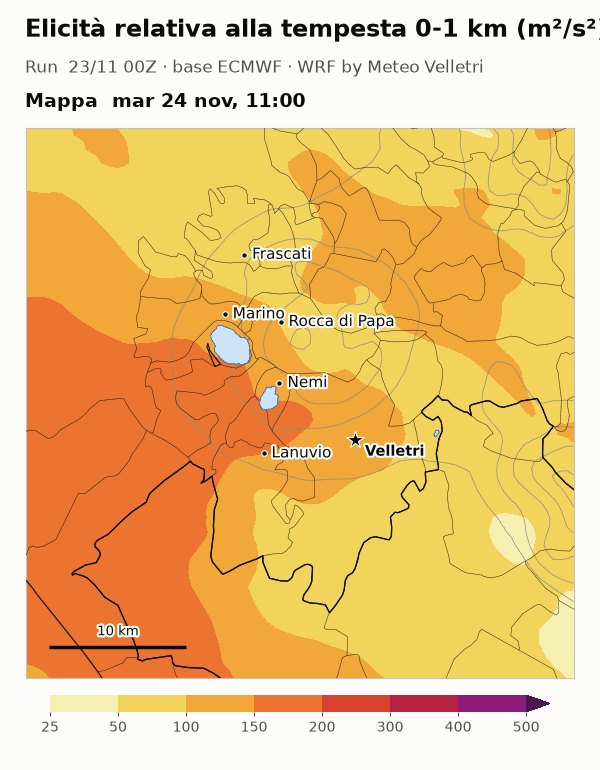 Elicità relativa alla tempesta 0-1 km (m²/s²)
Run 23/11 00Z · base ECMWF · WRF by Meteo Velletri
Mappa mar 24 nov, 11:00
Frascati
Marino
Rocca di Papa
Nemi
Velletri
Lanuvio
10 km
25 50 100 150 200 300 400 500